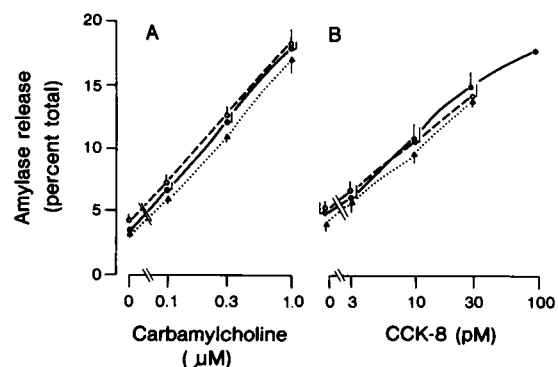 A
B
Amylase release
(percent total)
20
15
10
5
0
0 0.1 0.3 1.0
0 3 10 30 100
Carbamylcholine
( μM)
CCK-8 (pM)